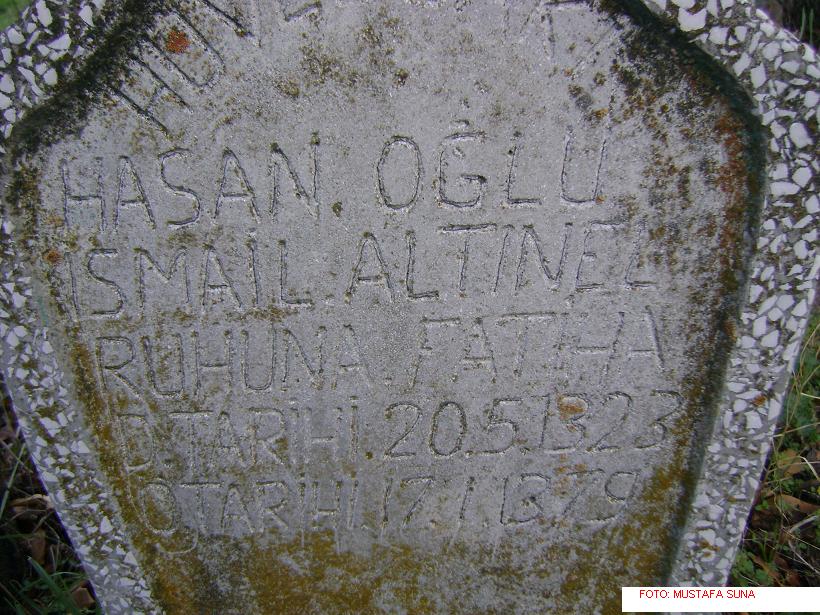 HASAN. OĞLU
İSMAİL. ALTINEL
RUHUNA. FATİHA
D. TARİHİ 20.5.1323
Ö. TARİHİ. 17.1.1379
FOTO: MUSTAFA SUNA